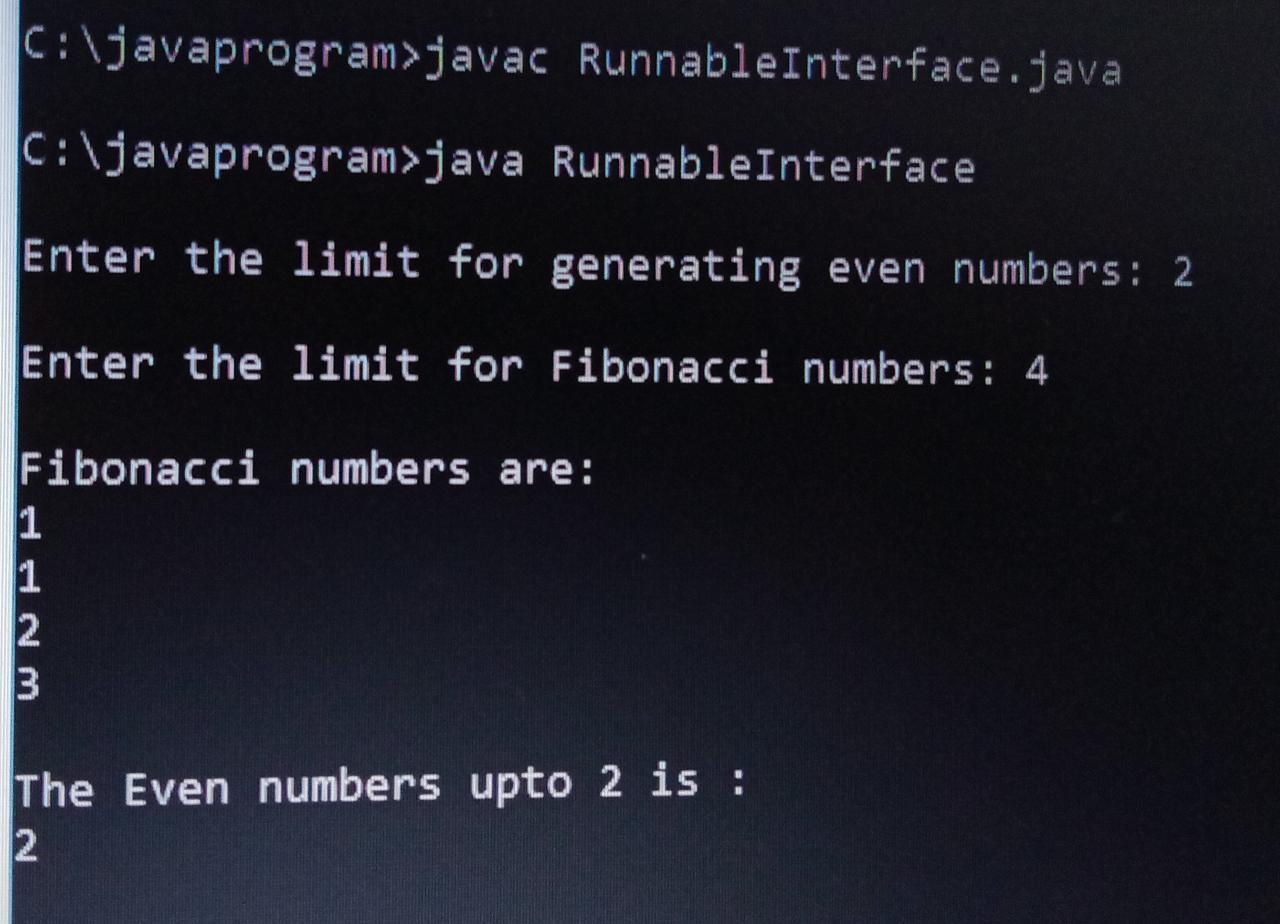 C:\javaprogram>javac RunnableInterface.java
C:\javaprogram>java RunnableInterface
Enter the limit for generating even numbers: 2
Enter the limit for Fibonacci numbers: 4
Fibonacci numbers are:
1
1
2
3
The Even numbers upto 2 is :
2